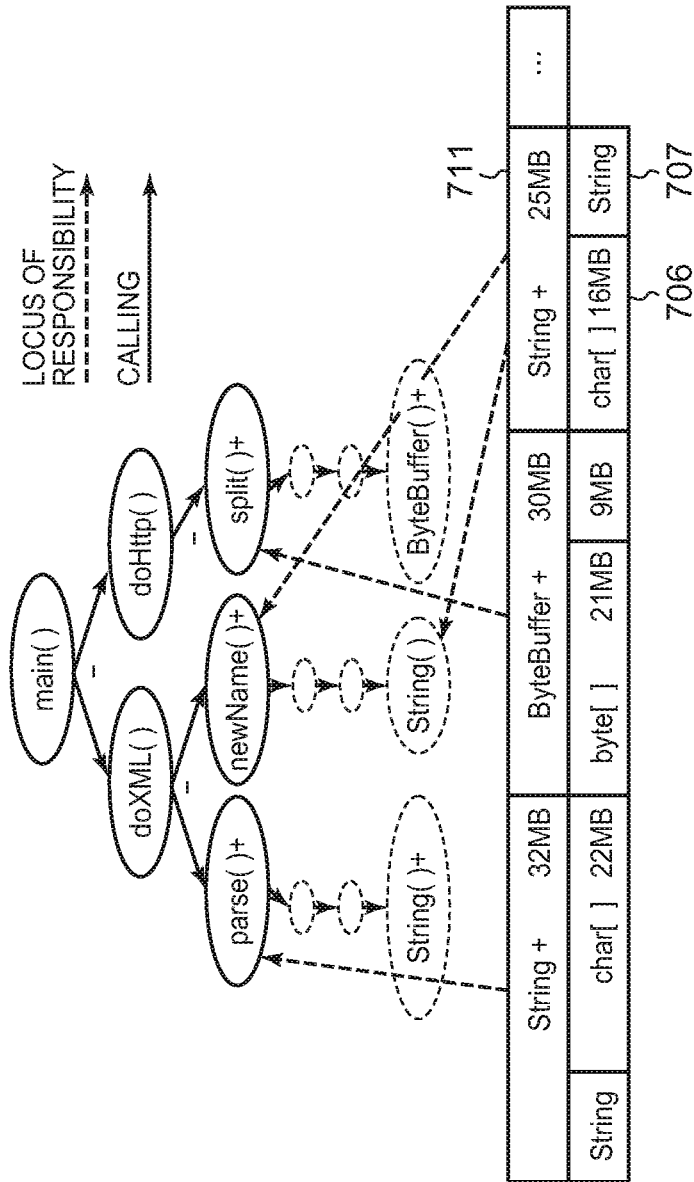 LOCUS OF
RESPONSIBILITY
CALLING
main( )
doXML( )
doHttp( )
parse( )+
newName( )+
split( )+
String( )+
String( )
ByteBuffer( )+
711
String + 32MB
ByteBuffer + 30MB
String + 25MB
...
String
char[ ] 22MB
byte[ ] 21MB
9MB
char[ ] 16MB
String
706
707